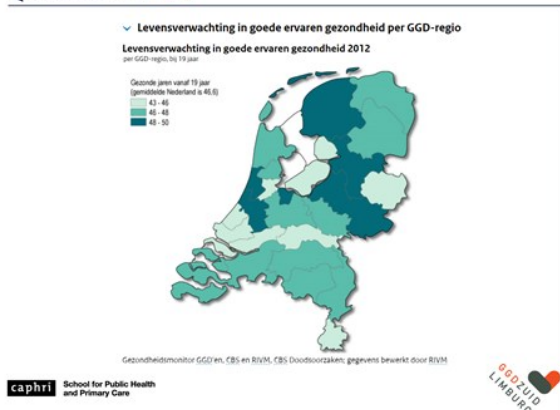 Levensverwachting in goede ervaren gezondheid per GGD-regio
Levensverwachting in goede ervaren gezondheid 2012
per GGD-regio, bij 19 jaar
Gezonde jaren vanaf 19 jaar
(gemiddelde Nederland is 46,6)
43 - 46
46 - 48
48 - 50
Gezondheidsmonitor GGD'en, CBS en RIVM, CBS Doodsoorzaken; gegevens bewerkt door RIVM
caphri
School for Public Health
and Primary Care
GGD ZUID
LIMBURG